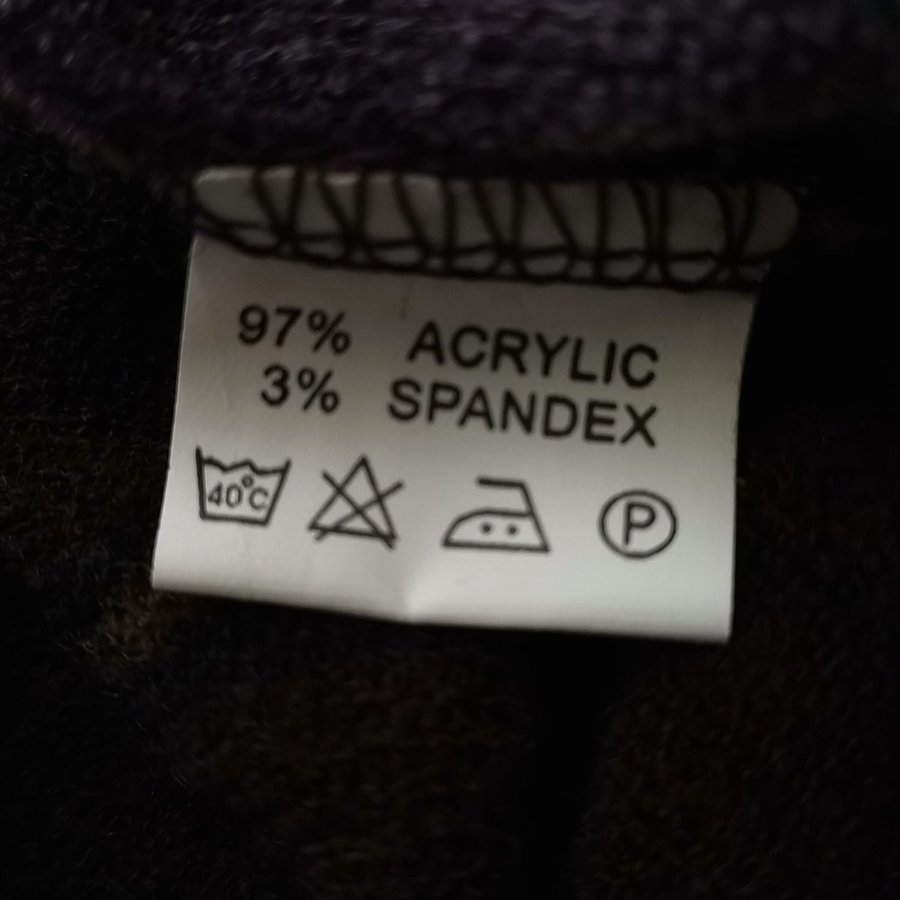 97% ACRYLIC
3% SPANDEX
40°C P